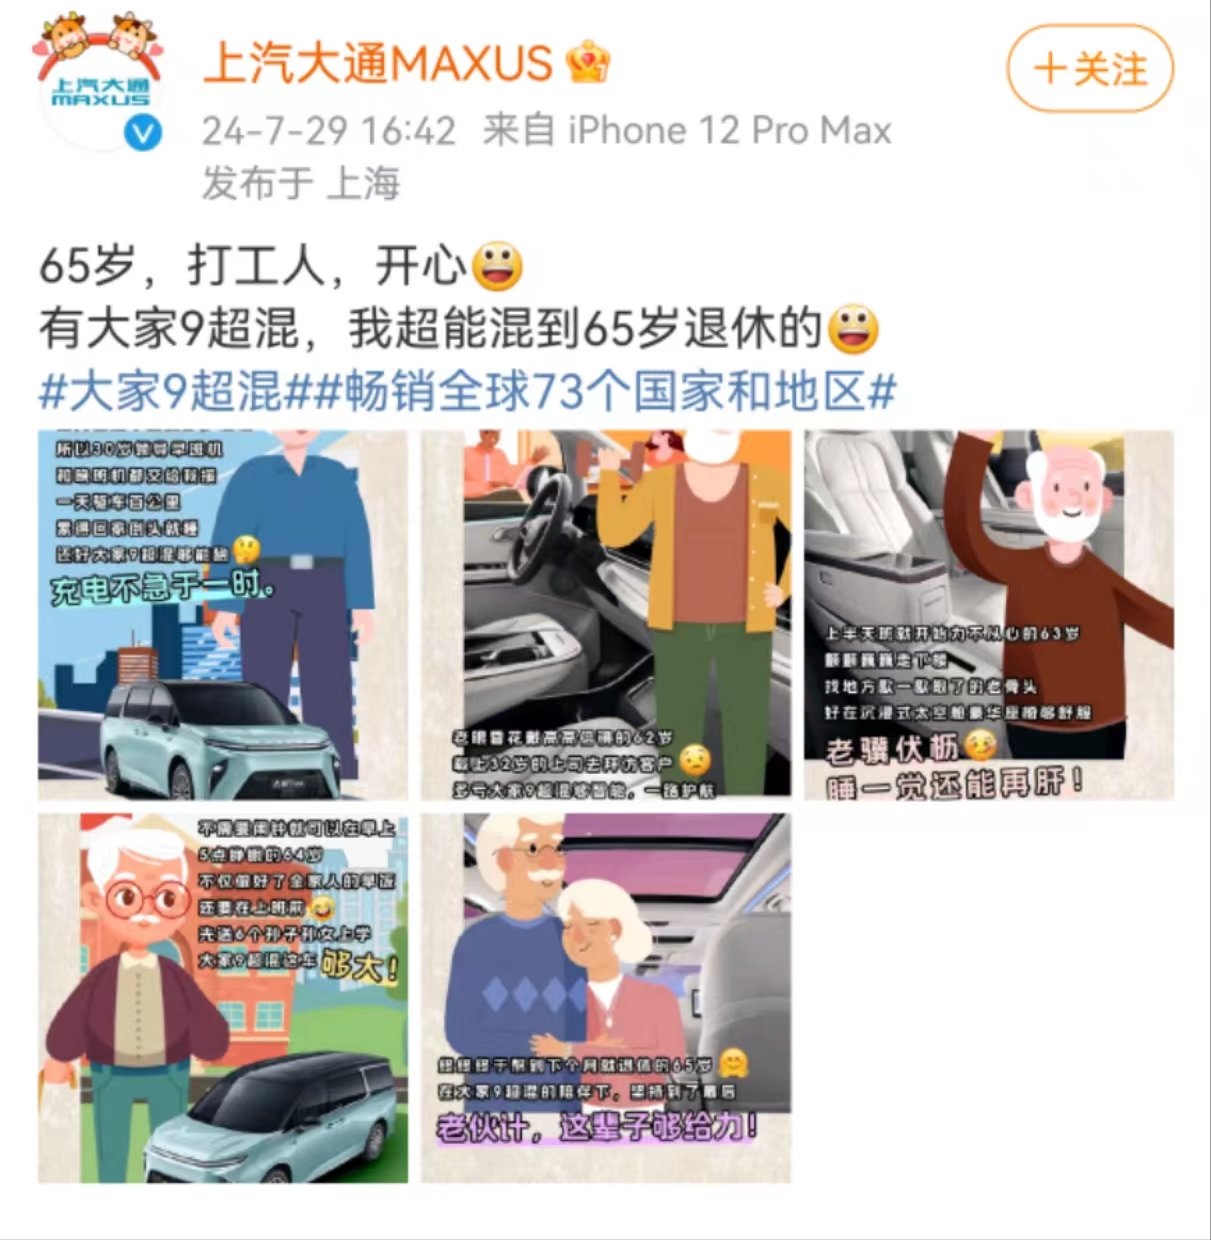 上汽大通
MAXUS
上汽大通MAXUS
+关注
24-7-29 16:42 来自 iPhone 12 Pro Max
发布于 上海
65岁，打工人，开心
有大家9超混，我超能混到65岁退休的
#大家9超混##畅销全球73个国家和地区#
所以30岁领导早班机
和晚班机都交给我接
一天驱车百公里
累得回家倒头就睡
还好大家9超混够能跑
充电不急于一时。
老眼昏花戴高高倍镜的62岁
载上32岁的上司去拜访客户
多亏大家9超混够智能，一路护航
上半天班就开始力不从心的63岁
颤颤巍巍走下楼
找地方歇一歇散了的老骨头
好在沉浸式太空舱豪华座椅够舒服
老骥伏枥
睡一觉还能再肝！
不需要闹钟就可以在早上
5点睁眼的64岁
不仅做好了全家人的早饭
还要在上班前
先送6个孙子孙女上学
大家9超混这车 够大！
终终终于熬到下个月就退休的65岁
在大家9超混的陪伴下，坚持到了最后
老伙计，这辈子够给力！